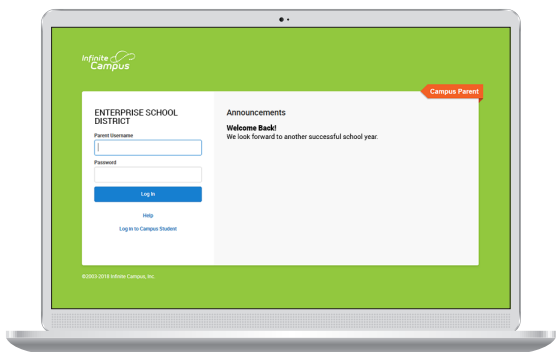 Infinite
Campus
Campus Parent
ENTERPRISE SCHOOL
DISTRICT
Parent Username
Password
Log In
Help
Log in to Campus Student
Announcements
Welcome Back!
We look forward to another successful school year.
©2003-2018 Infinite Campus, Inc.